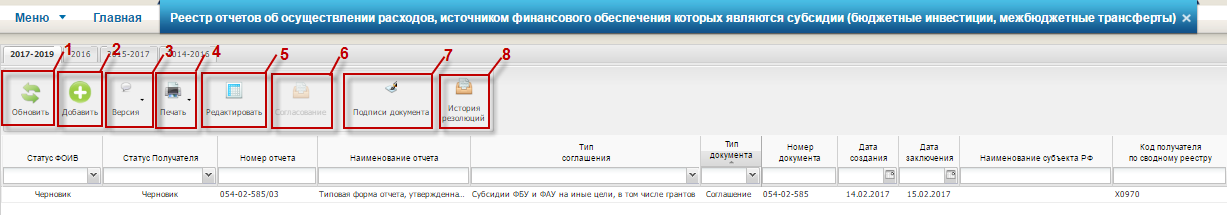 Меню Главная Реестр отчетов об осуществлении расходов, источником финансового обеспечения которых являются субсидии (бюджетные инвестиции, межбюджетные трансферты)
2017-2019 1 2016 2 2015-2017 3 2014-2016 4 5 6 7 8
Обновить Добавить Версия Печать Редактировать Согласование Подписи документа История
резолюций
Статус ФОИВ Статус Получателя Номер отчета Наименование отчета Тип
соглашения Тип
документа Номер
документа Дата
создания Дата
заключения Наименование субъекта РФ Код получателя
по сводному реестру
Черновик Черновик 054-02-585/03 Типовая форма отчета, утвержденна... Субсидии ФБУ и ФАУ на иные цели, в том числе грантов Соглашение 054-02-585 14.02.2017 15.02.2017 X0970